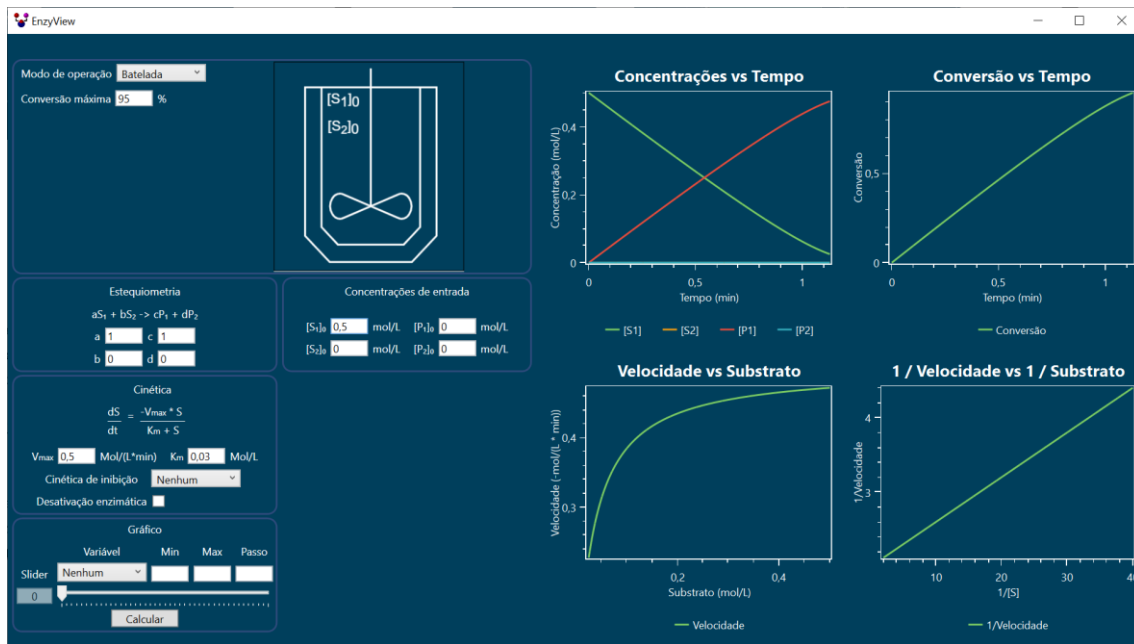 EnzyView
Modo de operação Batelada
Conversão máxima 95 %
[S1]0
[S2]0
Estequiometria
aS₁ + bS₂ -> cP₁ + dP₂
a 1 c 1
b 0 d 0
Concentrações de entrada
[S₁]₀ 0,5 mol/L [P₁]₀ 0 mol/L
[S₂]₀ 0 mol/L [P₂]₀ 0 mol/L
Cinética
dS
dt
=
-Vmax * S
Km + S
Vmax 0,5 Mol/(L*min) Km 0,03 Mol/L
Cinética de inibição Nenhum
Desativação enzimática
Gráfico
Variável Min Max Passo
Slider Nenhum
0
Calcular
Concentrações vs Tempo
Concentração (mol/L)
0,4
0,2
0
0 0,5 1
Tempo (min)
[S1] [S2] [P1] [P2]
Conversão vs Tempo
Conversão
0,5
0
0 0,5 1
Tempo (min)
Conversão
Velocidade vs Substrato
Velocidade (-mol/(L * min))
0,4
0,3
0,2 0,4
Substrato (mol/L)
Velocidade
1 / Velocidade vs 1 / Substrato
1/Velocidade
4
3
10 20 30 40
1/[S]
1/Velocidade